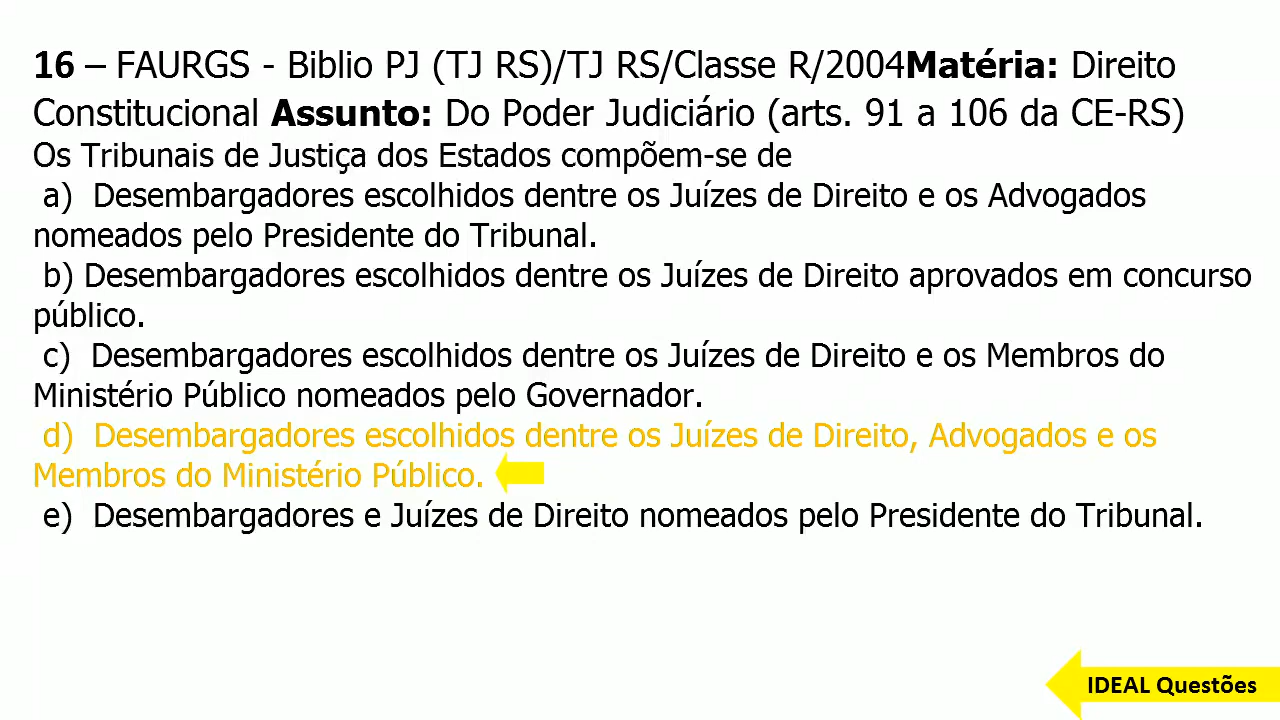 16 – FAURGS - Biblio PJ (TJ RS)/TJ RS/Classe R/2004Matéria: Direito
Constitucional Assunto: Do Poder Judiciário (arts. 91 a 106 da CE-RS)
Os Tribunais de Justiça dos Estados compõem-se de
a) Desembargadores escolhidos dentre os Juízes de Direito e os Advogados
nomeados pelo Presidente do Tribunal.
b) Desembargadores escolhidos dentre os Juízes de Direito aprovados em concurso
público.
c) Desembargadores escolhidos dentre os Juízes de Direito e os Membros do
Ministério Público nomeados pelo Governador.
d) Desembargadores escolhidos dentre os Juízes de Direito, Advogados e os
Membros do Ministério Público.
e) Desembargadores e Juízes de Direito nomeados pelo Presidente do Tribunal.
IDEAL Questões